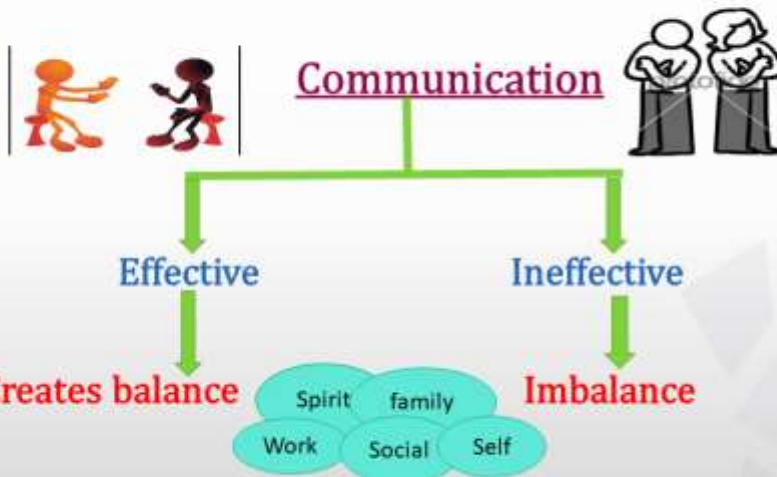 Communication
Effective
Ineffective
reates balance
Imbalance
Spirit
family
Work
Social
Self